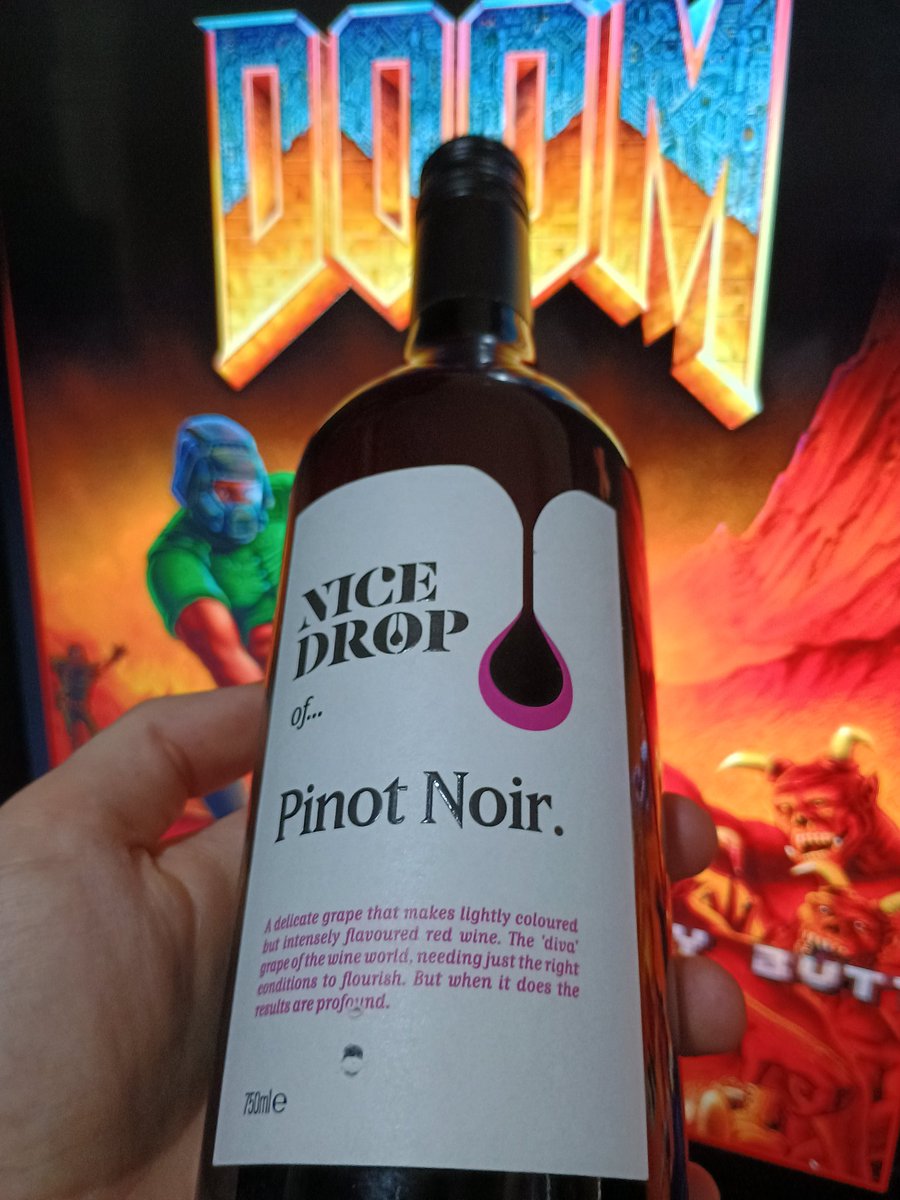 DOOM
NICE
DROP
of...
Pinot Noir.
A delicate grape that makes lightly coloured
but intensely flavoured red wine. The 'diva'
grape of the wine world, needing just the right
conditions to flourish. But when it does the
results are profound.
750ml e